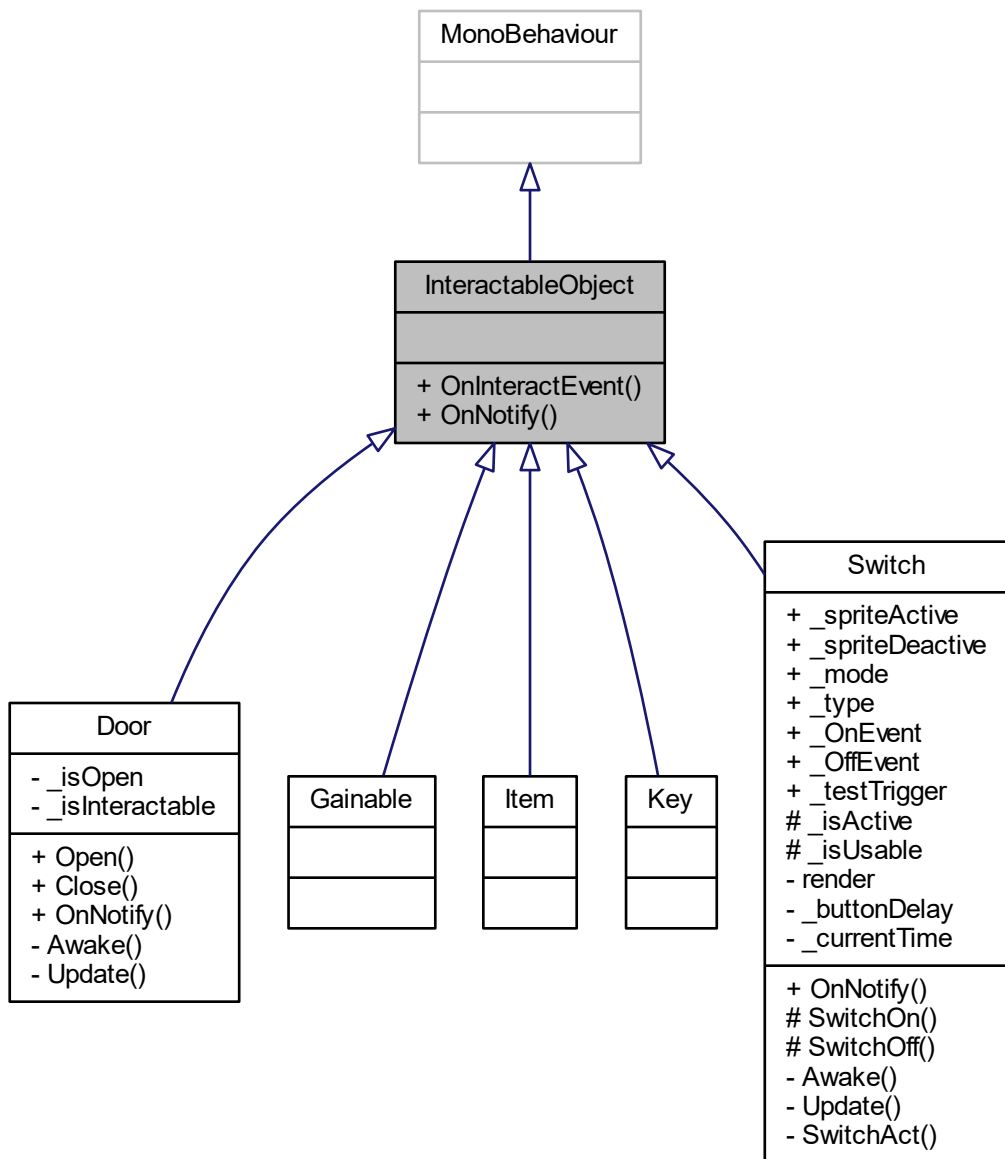 MonoBehaviour
InteractableObject
+ OnInteractEvent()
+ OnNotify()
Door
- _isOpen
- _isInteractable
+ Open()
+ Close()
+ OnNotify()
- Awake()
- Update()
Gainable
Item
Key
Switch
+ _spriteActive
+ _spriteDeactive
+ _mode
+ _type
+ _OnEvent
+ _OffEvent
+ _testTrigger
# _isActive
# _isUsable
- render
- _buttonDelay
- _currentTime
+ OnNotify()
# SwitchOn()
# SwitchOff()
- Awake()
- Update()
- SwitchAct()